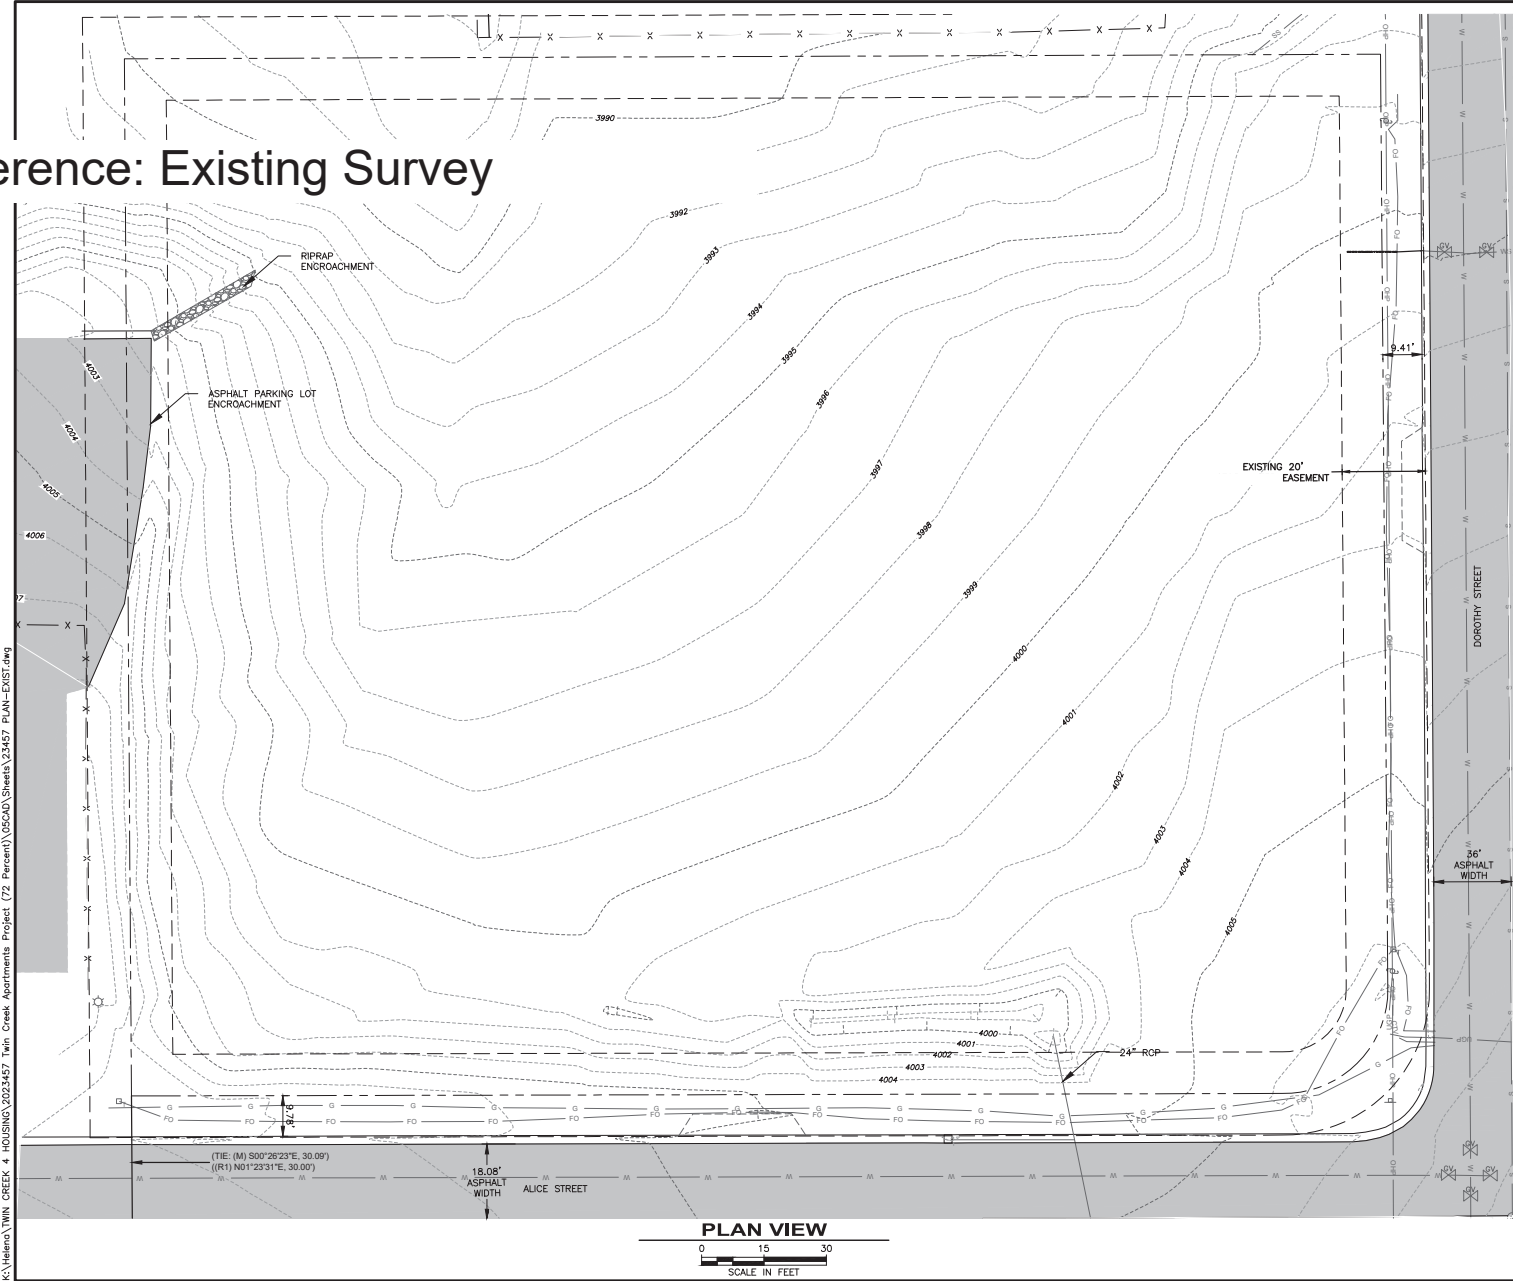 3990
erence: Existing Survey
3992
3993
RIPRAP
ENCROACHMENT
3994
3995
9.41'
4003
ASPHALT PARKING LOT
ENCROACHMENT
3996
4004
3997
EXISTING 20'
EASEMENT
4005
3998
4006
3999
07
DOROTHY STREET
4000
4001
4002
4003
4004
36'
ASPHALT
WIDTH
4005
4000
4001
4002
4003
4004
24" RCP
9.78'
(TIE: (M) S00°26'23"E, 30.09')
((R1) N01°23'31"E, 30.00')
18.08'
ASPHALT
WIDTH
ALICE STREET
PLAN VIEW
0 15 30
SCALE IN FEET
K:\Helena\TWIN CREEK 4 HOUSING\2023457 Twin Creek Apartments Project (72 Percent)\05CAD\Sheets\23457 PLAN-EXIST.dwg